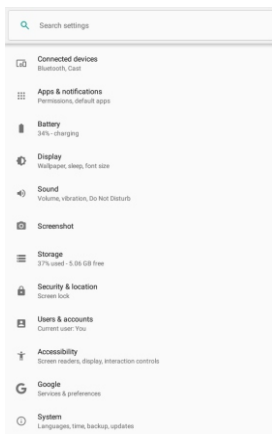 Search settings
Connected devices
Bluetooth, Cast
Apps & notifications
Permissions, default apps
Battery
34% - charging
Display
Wallpaper, sleep, font size
Sound
Volume, vibration, Do Not Disturb
Screenshot
Storage
37% used - 5.06 GB free
Security & location
Screen lock
Users & accounts
Current user: You
Accessibility
Screen readers, display, interaction controls
Google
Services & preferences
System
Languages, time, backup, updates